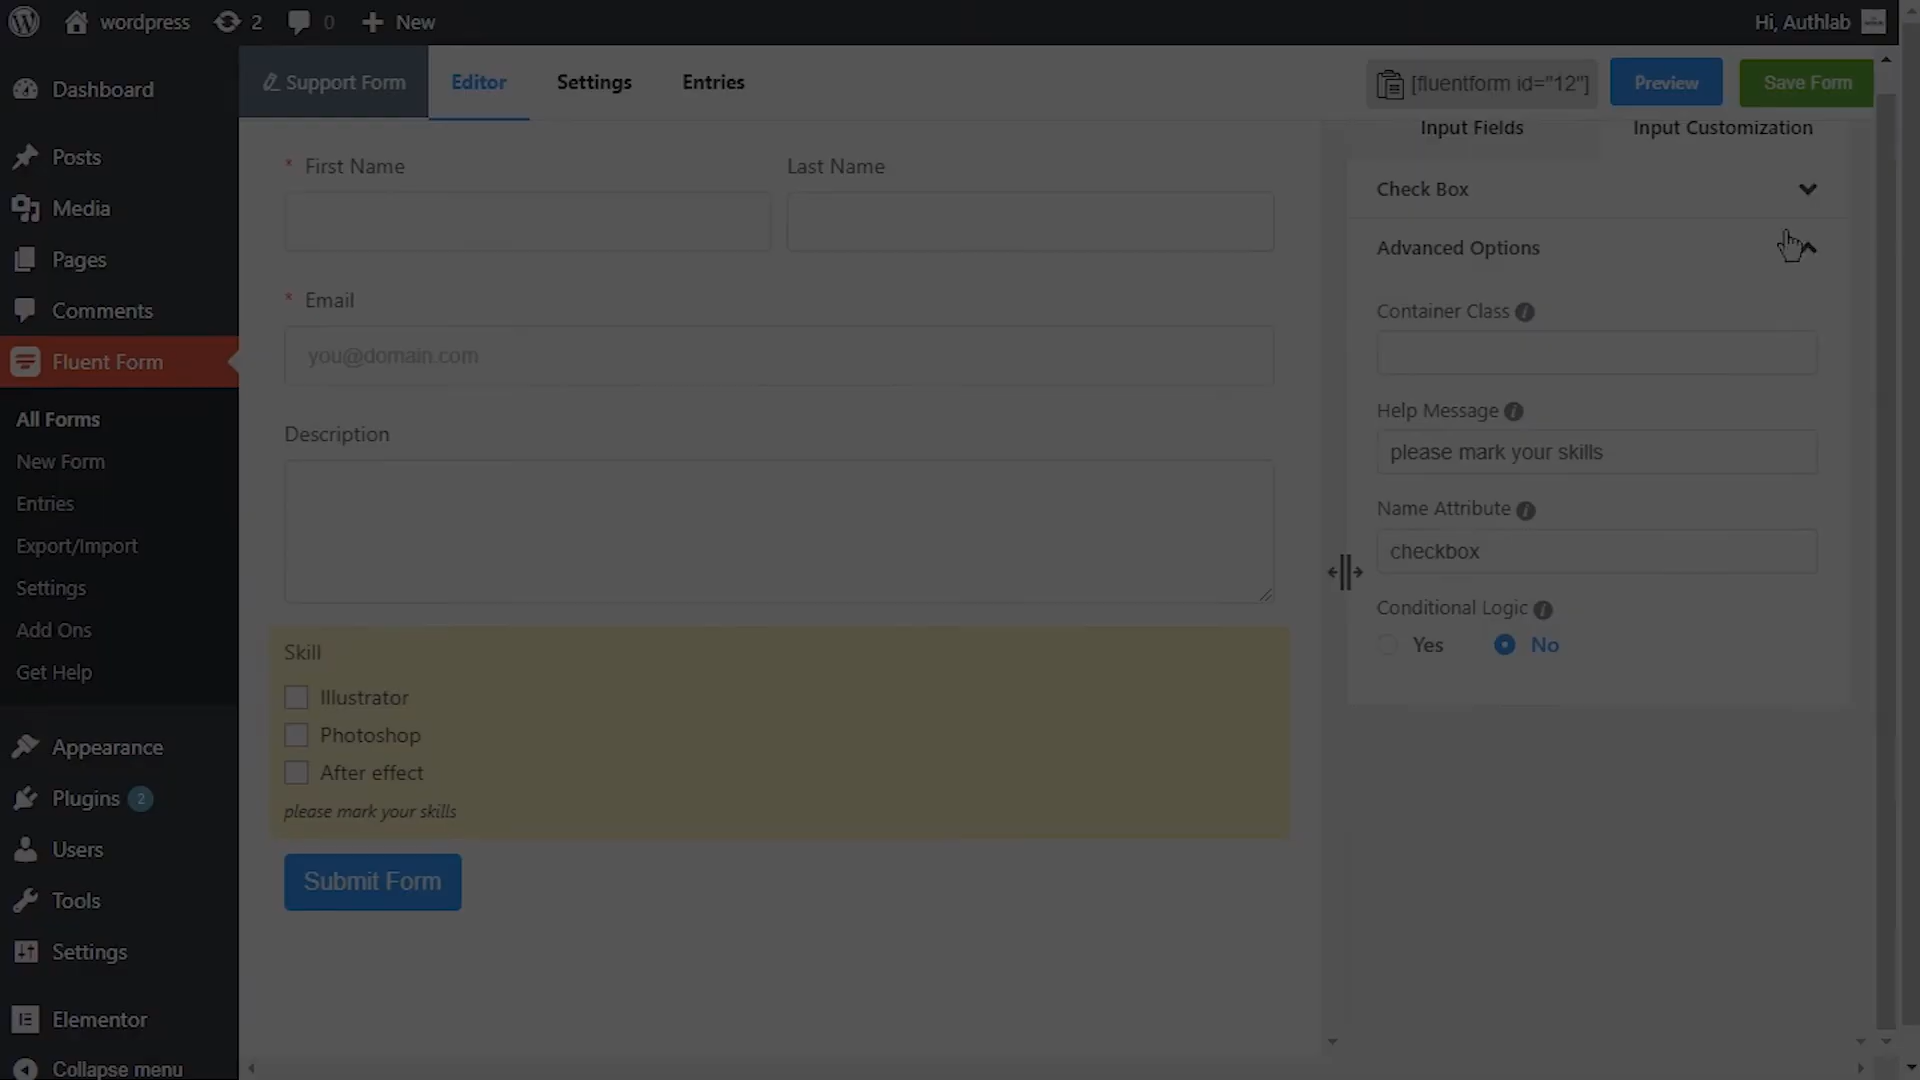 wordpress
2
0
New
Hi, Authlab
Dashboard
Posts
Media
Pages
Comments
Fluent Form
All Forms
New Form
Entries
Export/Import
Settings
Add Ons
Get Help
Appearance
Plugins 2
Users
Tools
Settings
Elementor
Collapse menu
Support Form
Editor
Settings
Entries
[fluentform id="12"]
Preview
Save Form
* First Name
Last Name
* Email
you@domain.com
Description
Skill
Illustrator
Photoshop
After effect
please mark your skills
Submit Form
Input Fields
Input Customization
Check Box
Advanced Options
Container Class
Help Message
please mark your skills
Name Attribute
checkbox
Conditional Logic
Yes
No